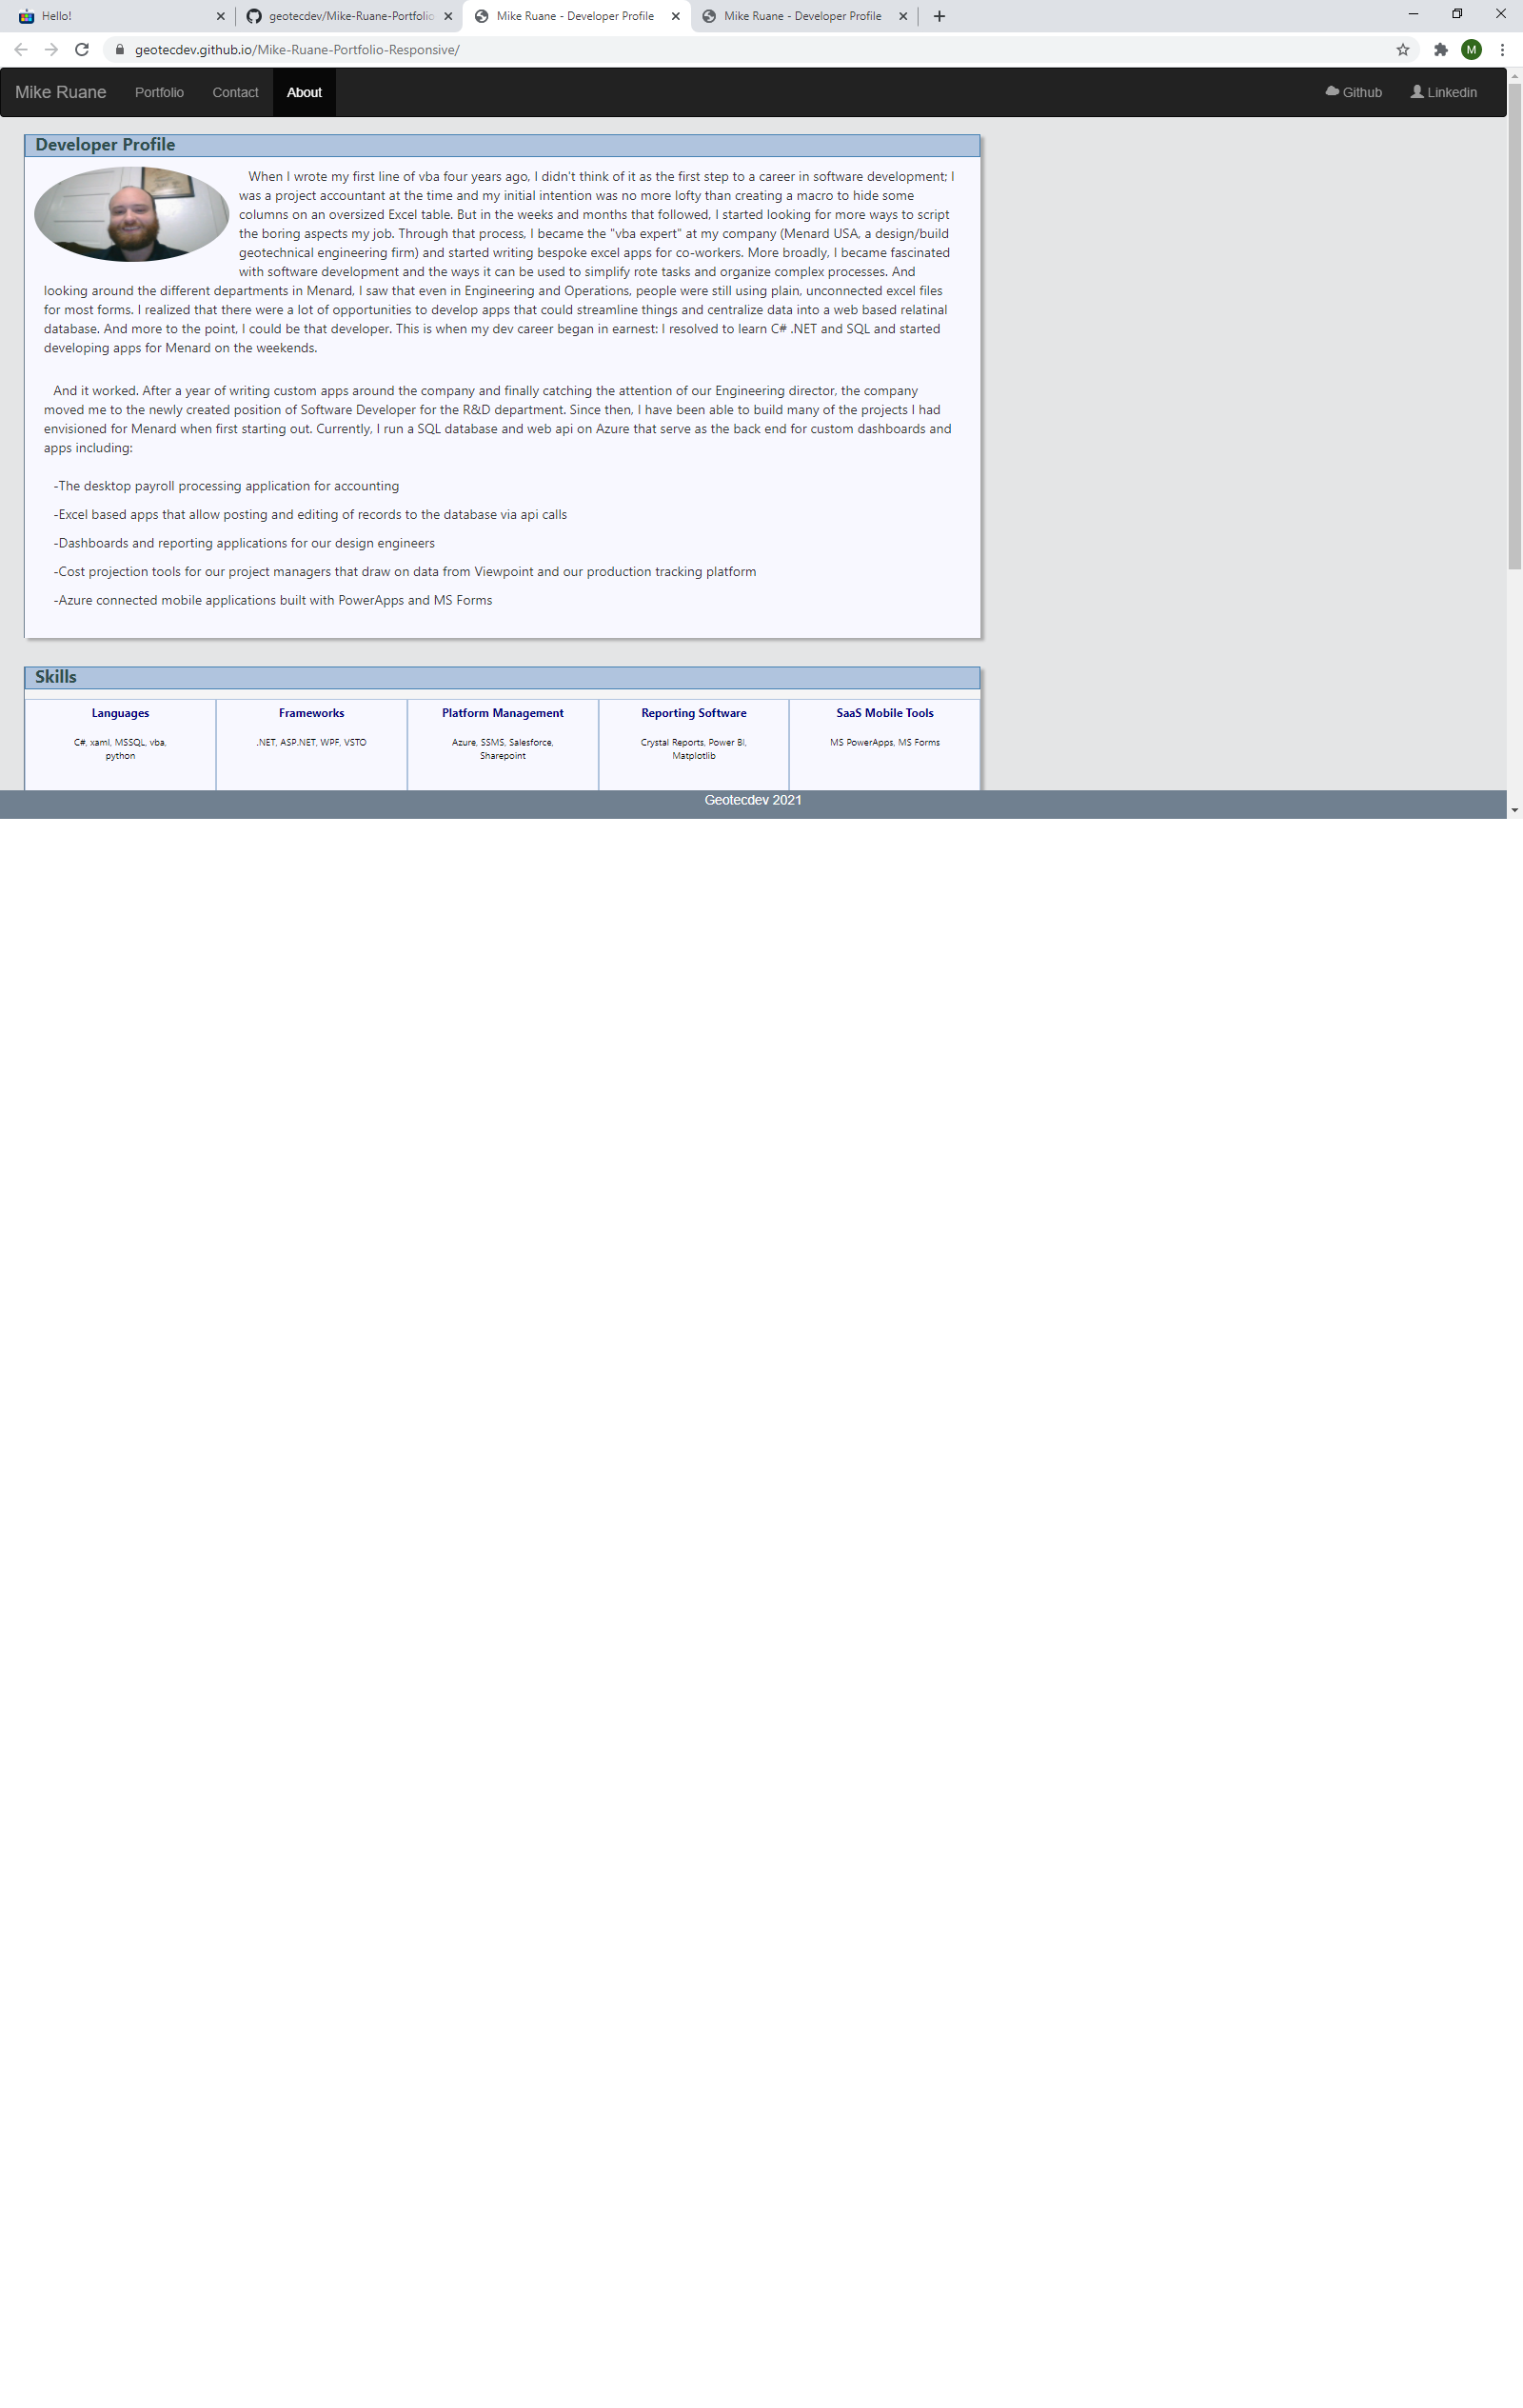 Hello!
geotecdev/Mike-Ruane-Portfolio
Mike Ruane - Developer Profile
Mike Ruane - Developer Profile
geotecdev.github.io/Mike-Ruane-Portfolio-Responsive/
M
Mike Ruane Portfolio Contact About Github Linkedin
Developer Profile
When I wrote my first line of vba four years ago, I didn't think of it as the first step to a career in software development; I
was a project accountant at the time and my initial intention was no more lofty than creating a macro to hide some
columns on an oversized Excel table. But in the weeks and months that followed, I started looking for more ways to script
the boring aspects my job. Through that process, I became the "vba expert" at my company (Menard USA, a design/build
geotechnical engineering firm) and started writing bespoke excel apps for co-workers. More broadly, I became fascinated
with software development and the ways it can be used to simplify rote tasks and organize complex processes. And
looking around the different departments in Menard, I saw that even in Engineering and Operations, people were still using plain, unconnected excel files
for most forms. I realized that there were a lot of opportunities to develop apps that could streamline things and centralize data into a web based relatinal
database. And more to the point, I could be that developer. This is when my dev career began in earnest: I resolved to learn C# .NET and SQL and started
developing apps for Menard on the weekends.
And it worked. After a year of writing custom apps around the company and finally catching the attention of our Engineering director, the company
moved me to the newly created position of Software Developer for the R&D department. Since then, I have been able to build many of the projects I had
envisioned for Menard when first starting out. Currently, I run a SQL database and web api on Azure that serve as the back end for custom dashboards and
apps including:
-The desktop payroll processing application for accounting
-Excel based apps that allow posting and editing of records to the database via api calls
-Dashboards and reporting applications for our design engineers
-Cost projection tools for our project managers that draw on data from Viewpoint and our production tracking platform
-Azure connected mobile applications built with PowerApps and MS Forms
Skills
Languages
C#, xaml, MSSQL, vba,
python
Frameworks
.NET, ASP.NET, WPF, VSTO
Platform Management
Azure, SSMS, Salesforce,
Sharepoint
Reporting Software
Crystal Reports, Power BI,
Matplotlib
SaaS Mobile Tools
MS PowerApps, MS Forms
Geotecdev 2021